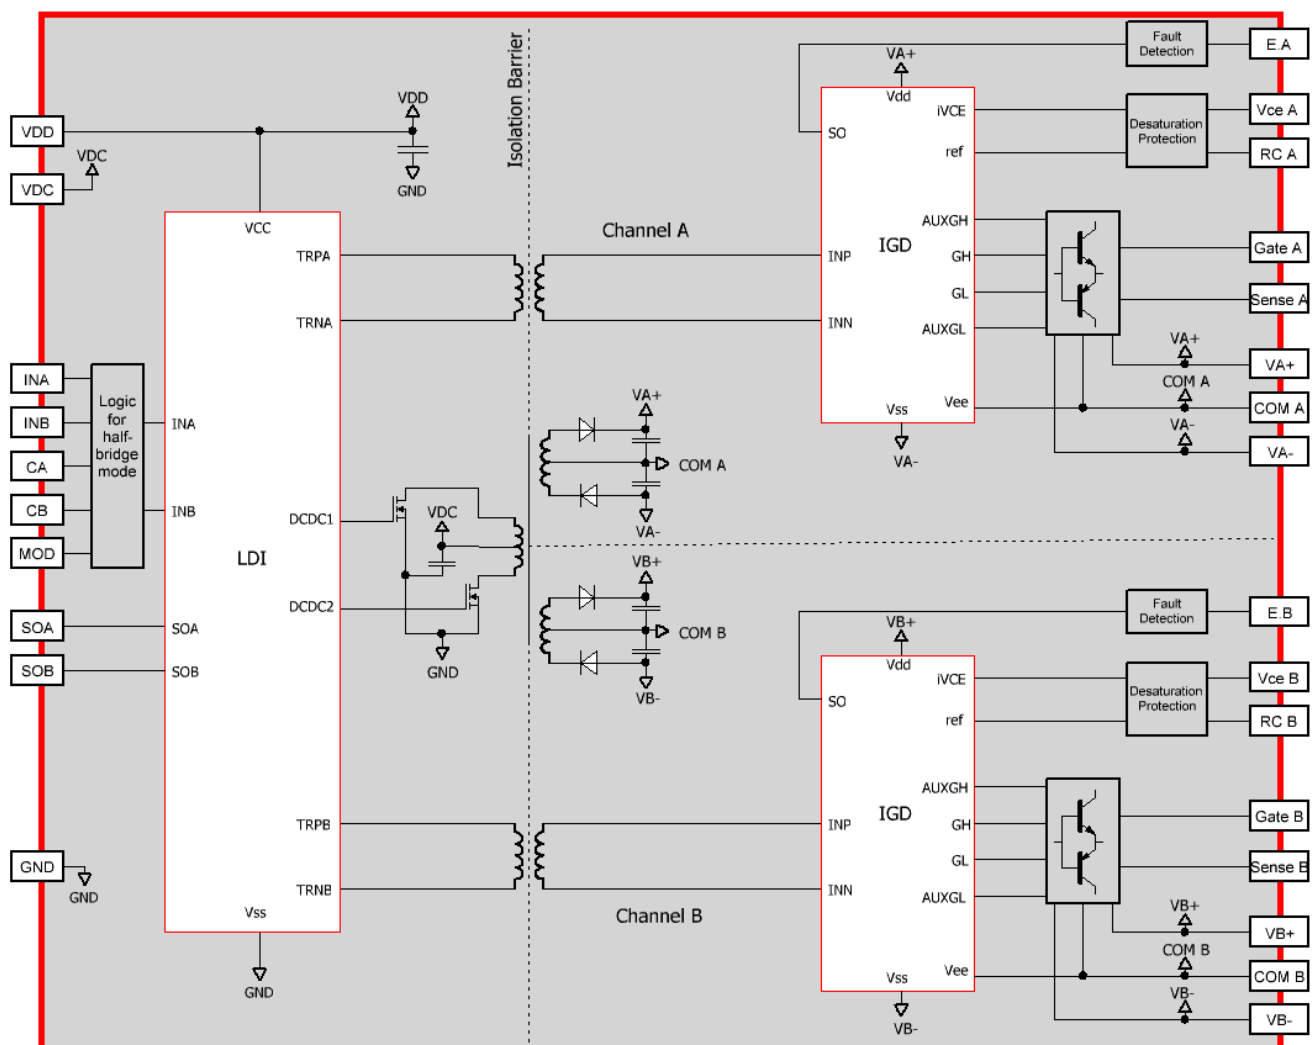 Isolation Barrier
Fault
Detection
E.A
VA+
VDD
Vdd
iVCE
Vce A
VDD
SO
Desaturation
Protection
VDC
ref
RC A
VDC
GND
VCC
Channel A
AUXGH
TRPA
INP
IGD
GH
Gate A
GL
Sense A
TRNA
INN
AUXGL
VA+
VA+
INA
COM A
Logic
for
half-
bridge
mode
VA+
Vss
Vee
COM A
INB
INA
VA-
CA
COM A
VA-
VA-
CB
INB
DCDC1
VDC
VA-
MOD
LDI
VB+
Fault
Detection
E.B
DCDC2
SOA
SOA
COM B
VB+
SOB
SOB
GND
Vdd
iVCE
Vce B
VB-
SO
Desaturation
Protection
ref
RC B
AUXGH
TRPB
INP
IGD
GH
Gate B
GL
GND
Sense B
GND
TRNB
INN
AUXGL
Vss
Channel B
VB+
VB+
COM B
Vss
Vee
COM B
GND
VB-
VB-
VB-